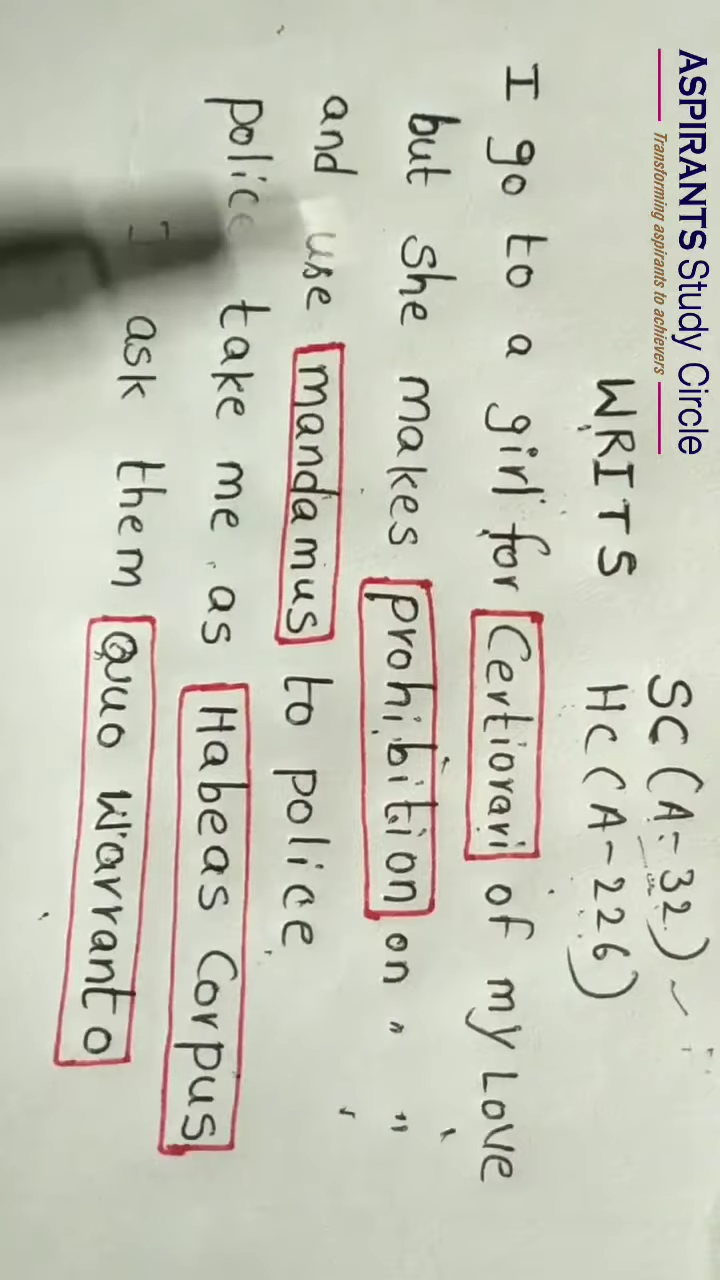 ASPIRANTS Study Circle
Transforming aspirants to achievers
SC (A-32)
WRITS HC (A-226)
I go to a girl for Certiorari of my Love
but she makes prohibition on " "
and use mandamus to police
police take me as Habeas Corpus
I ask them Quo Warranto